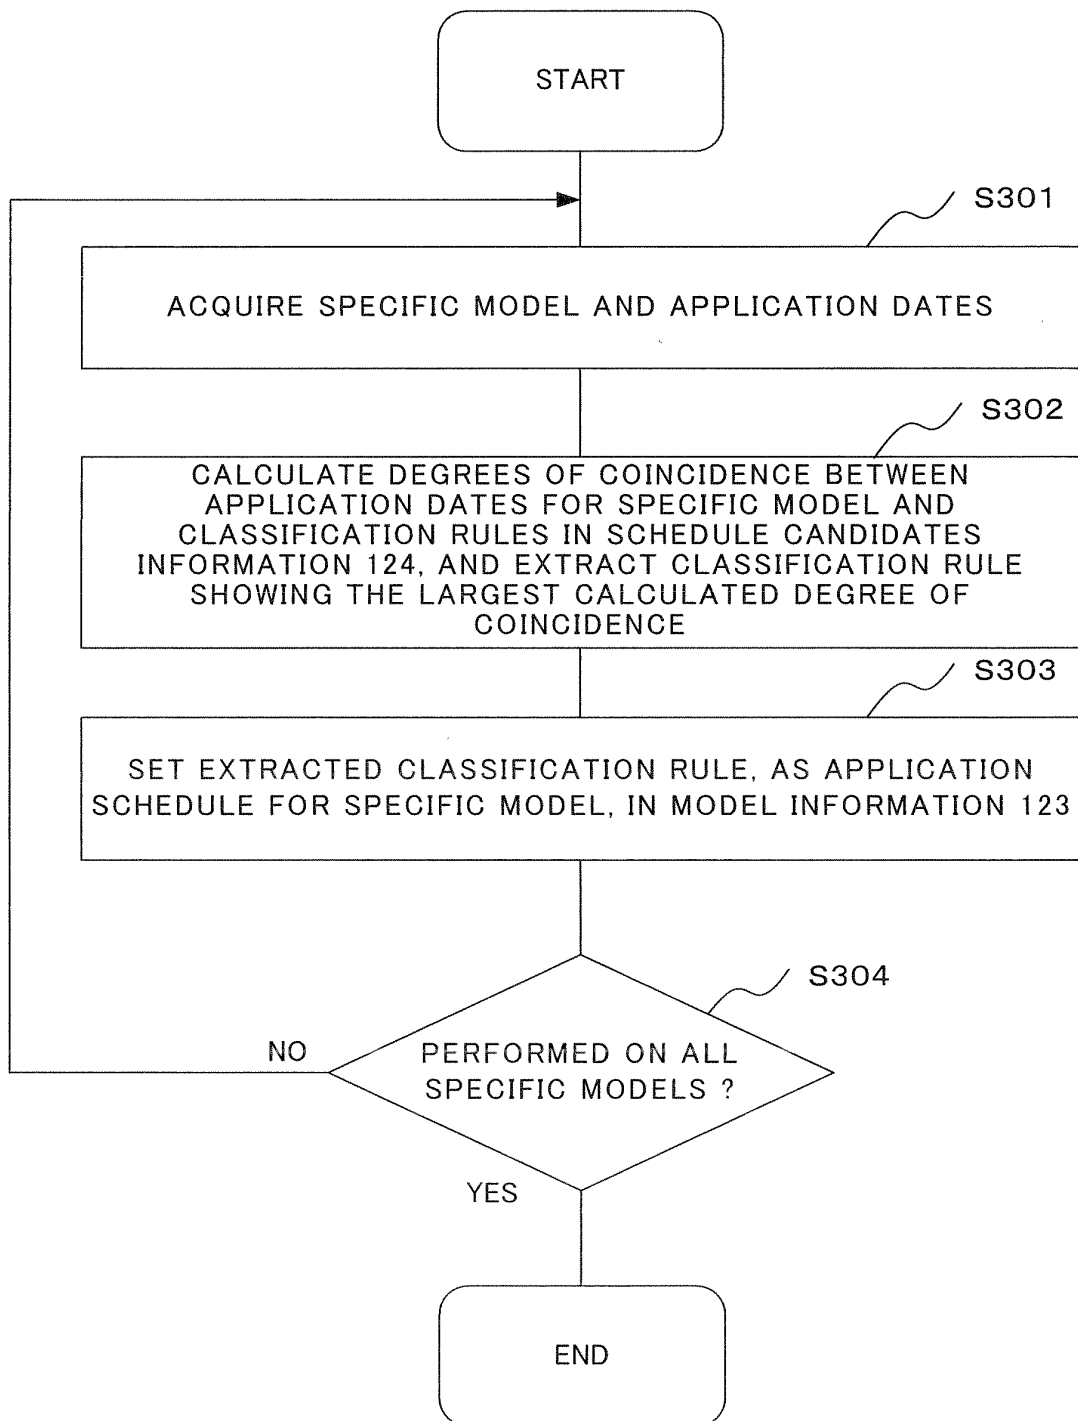 START
S301
ACQUIRE SPECIFIC MODEL AND APPLICATION DATES
S302
CALCULATE DEGREES OF COINCIDENCE BETWEEN
APPLICATION DATES FOR SPECIFIC MODEL AND
CLASSIFICATION RULES IN SCHEDULE CANDIDATES
INFORMATION 124, AND EXTRACT CLASSIFICATION RULE
SHOWING THE LARGEST CALCULATED DEGREE OF
COINCIDENCE
S303
SET EXTRACTED CLASSIFICATION RULE, AS APPLICATION
SCHEDULE FOR SPECIFIC MODEL, IN MODEL INFORMATION 123
S304
NO
PERFORMED ON ALL
SPECIFIC MODELS ?
YES
END